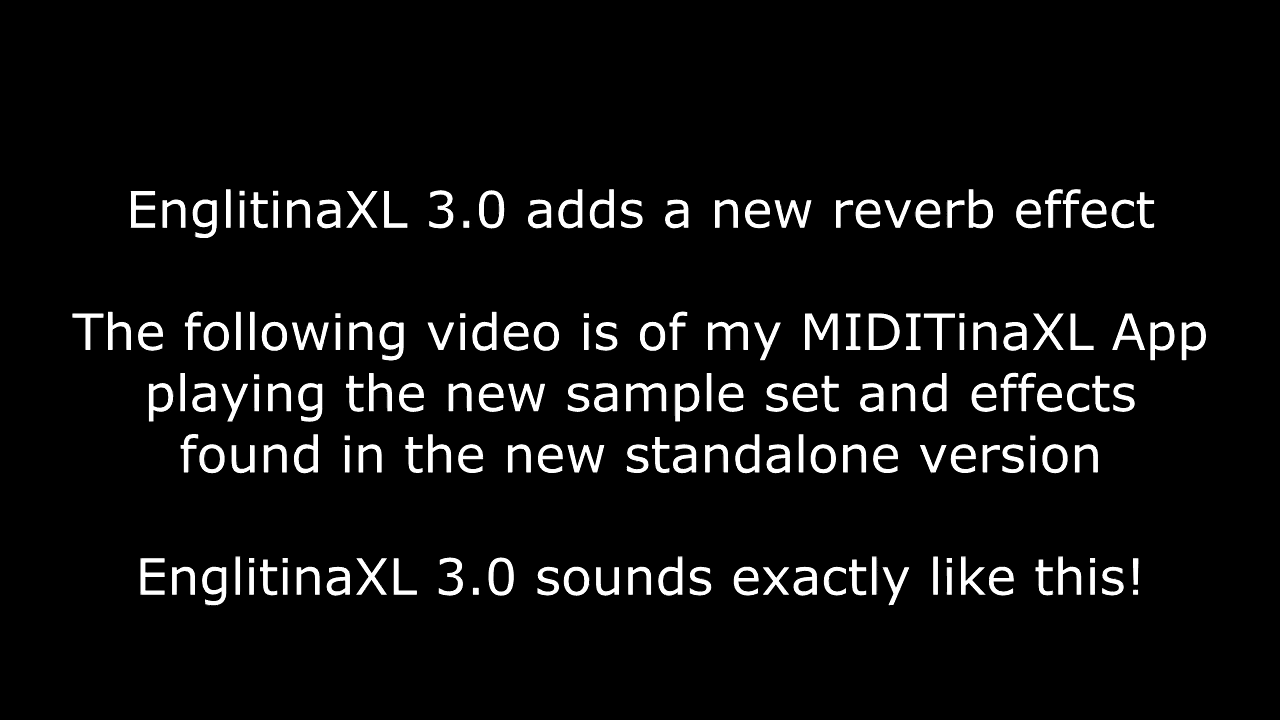 EnglitinaXL 3.0 adds a new reverb effect
The following video is of my MIDITinaXL App
playing the new sample set and effects
found in the new standalone version
EnglitinaXL 3.0 sounds exactly like this!